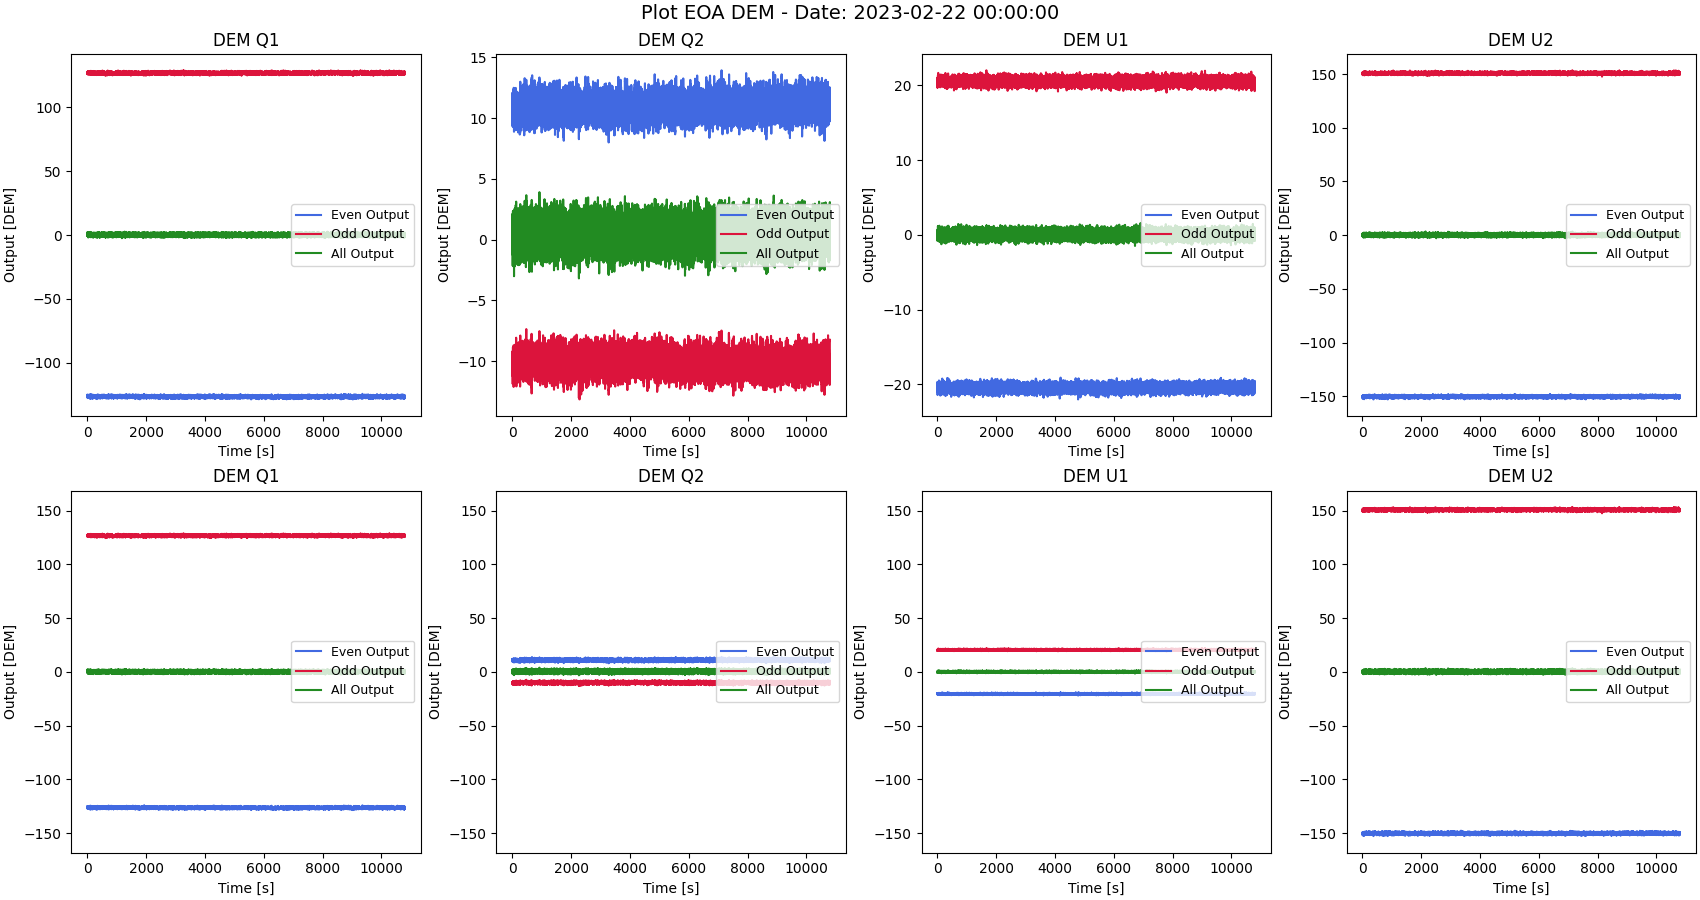 Plot EOA DEM - Date: 2023-02-22 00:00:00
DEM Q1
Output [DEM]
100
50
0
−50
−100
Even Output
Odd Output
All Output
0 2000 4000 6000 8000 10000
Time [s]
DEM Q2
Output [DEM]
15
10
5
0
−5
−10
Even Output
Odd Output
All Output
0 2000 4000 6000 8000 10000
Time [s]
DEM U1
Output [DEM]
20
10
0
−10
−20
Even Output
Odd Output
All Output
0 2000 4000 6000 8000 10000
Time [s]
DEM U2
Output [DEM]
150
100
50
0
−50
−100
−150
Even Output
Odd Output
All Output
0 2000 4000 6000 8000 10000
Time [s]
DEM Q1
Output [DEM]
150
100
50
0
−50
−100
−150
Even Output
Odd Output
All Output
0 2000 4000 6000 8000 10000
Time [s]
DEM Q2
Output [DEM]
150
100
50
0
−50
−100
−150
Even Output
Odd Output
All Output
0 2000 4000 6000 8000 10000
Time [s]
DEM U1
Output [DEM]
150
100
50
0
−50
−100
−150
Even Output
Odd Output
All Output
0 2000 4000 6000 8000 10000
Time [s]
DEM U2
Output [DEM]
150
100
50
0
−50
−100
−150
Even Output
Odd Output
All Output
0 2000 4000 6000 8000 10000
Time [s]